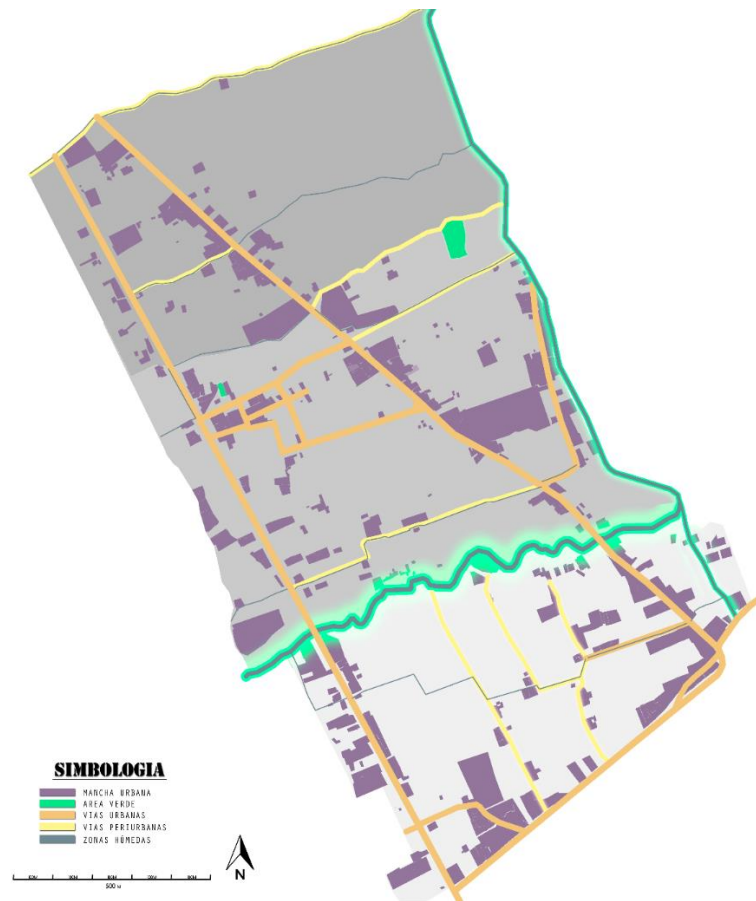 SIMBOLOGIA
MANCHA URBANA
AREA VERDE
VIAS URBANAS
VIAS PERIURBANAS
ZONAS HÚMEDAS
N
500 M